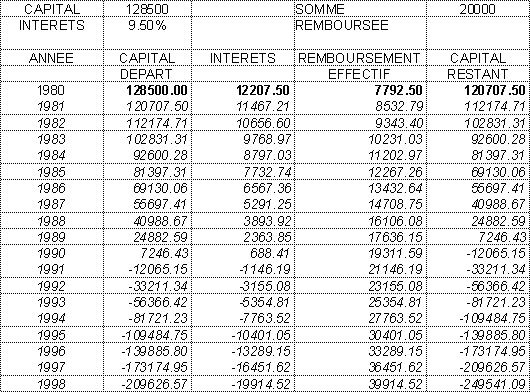 CAPITAL 128500 SOMME 20000
INTERETS 9.50% REMBOURSEE
ANNEE CAPITAL INTERETS REMBOURSEMENT CAPITAL
DEPART EFFECTIF RESTANT
1980 128500.00 12207.50 7792.50 120707.50
1981 120707.50 11467.21 8532.79 112174.71
1982 112174.71 10656.60 9343.40 102831.31
1983 102831.31 9768.97 10231.03 92600.28
1984 92600.28 8797.03 11202.97 81397.31
1985 81397.31 7732.74 12267.26 69130.06
1986 69130.06 6567.36 13432.64 55697.41
1987 55697.41 5291.25 14708.75 40988.67
1988 40988.67 3893.92 16106.08 24882.59
1989 24882.59 2363.85 17636.15 7246.43
1990 7246.43 688.41 19311.59 -12065.15
1991 -12065.15 -1146.19 21146.19 -33211.34
1992 -33211.34 -3155.08 23155.08 -56366.42
1993 -56366.42 -5354.81 25354.81 -81721.23
1994 -81721.23 -7763.52 27763.52 -109484.75
1995 -109484.75 -10401.05 30401.05 -139885.80
1996 -139885.80 -13289.15 33289.15 -173174.95
1997 -173174.95 -16451.62 36451.62 -209626.57
1998 -209626.57 -19914.52 39914.52 -249541.09